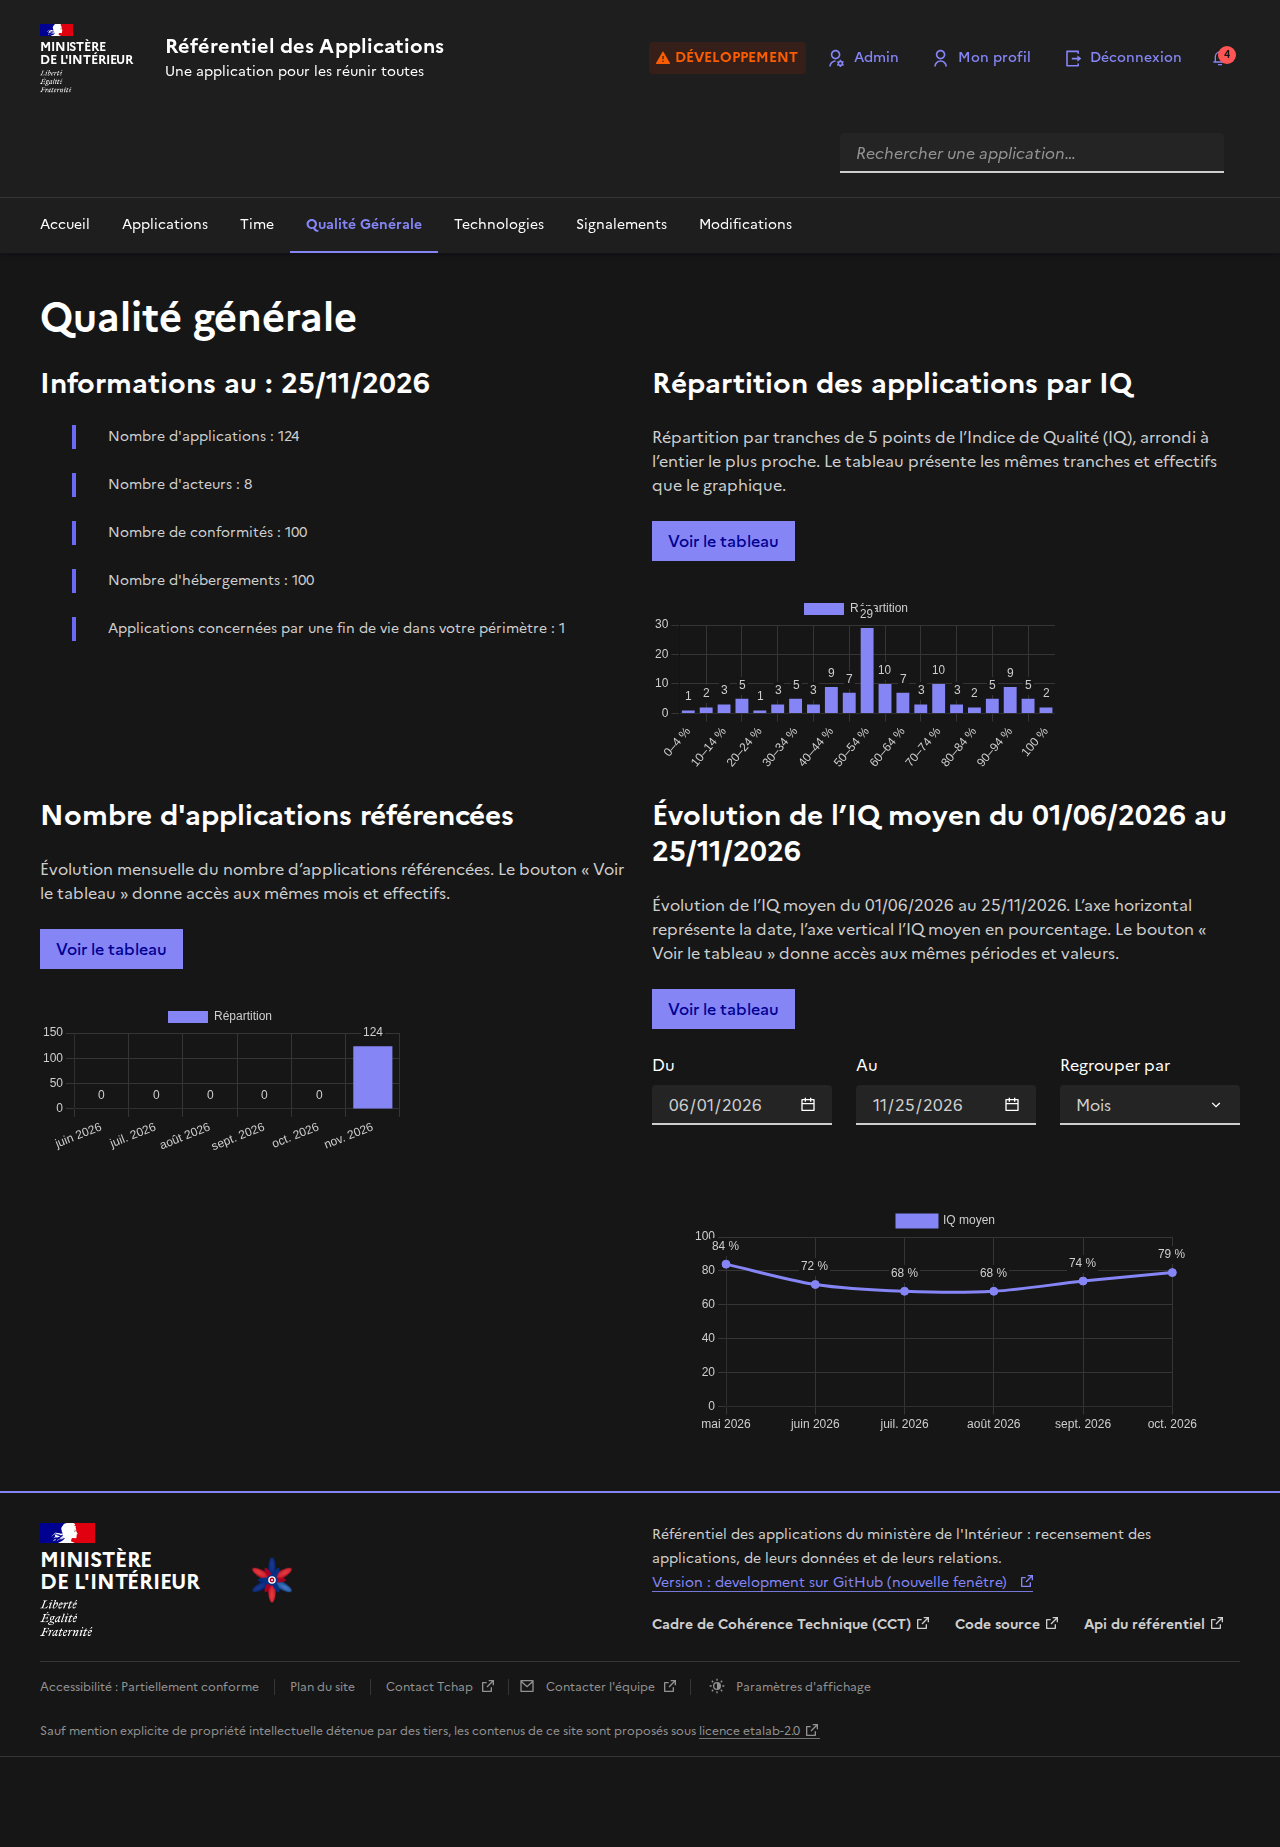 MINISTÈRE
DE L'INTÉRIEUR
Liberté
Égalité
Fraternité
Référentiel des Applications
Une application pour les réunir toutes
DÉVELOPPEMENT
Admin
Mon profil
Déconnexion
4
Rechercher une application...
Accueil
Applications
Time
Qualité Générale
Technologies
Signalements
Modifications
Qualité générale
Informations au : 25/11/2026
Nombre d'applications : 124
Nombre d'acteurs : 8
Nombre de conformités : 100
Nombre d'hébergements : 100
Applications concernées par une fin de vie dans votre périmètre : 1
Répartition des applications par IQ
Répartition par tranches de 5 points de l’Indice de Qualité (IQ), arrondi à
l’entier le plus proche. Le tableau présente les mêmes tranches et effectifs
que le graphique.
Voir le tableau
Répartition
30
20
10
0
1 2 3 5 1 3 5 3 9 7 29 10 7 3 10 3 2 5 9 5 2
0–4 % 10–14 % 20–24 % 30–34 % 40–44 % 50–54 % 60–64 % 70–74 % 80–84 % 90–94 % 100 %
Nombre d'applications référencées
Évolution mensuelle du nombre d’applications référencées. Le bouton « Voir
le tableau » donne accès aux mêmes mois et effectifs.
Voir le tableau
Répartition
150
100
50
0
0 0 0 0 0 124
juin 2026 juil. 2026 août 2026 sept. 2026 oct. 2026 nov. 2026
Évolution de l’IQ moyen du 01/06/2026 au
25/11/2026
Évolution de l’IQ moyen du 01/06/2026 au 25/11/2026. L’axe horizontal
représente la date, l’axe vertical l’IQ moyen en pourcentage. Le bouton «
Voir le tableau » donne accès aux mêmes périodes et valeurs.
Voir le tableau
Du
Au
Regrouper par
06/01/2026
11/25/2026
Mois
IQ moyen
100
80
60
40
20
0
84 % 72 % 68 % 68 % 74 % 79 %
mai 2026 juin 2026 juil. 2026 août 2026 sept. 2026 oct. 2026
MINISTÈRE
DE L'INTÉRIEUR
Liberté
Égalité
Fraternité
Référentiel des applications du ministère de l'Intérieur : recensement des
applications, de leurs données et de leurs relations.
Version : development sur GitHub (nouvelle fenêtre)
Cadre de Cohérence Technique (CCT)
Code source
Api du référentiel
Accessibilité : Partiellement conforme
Plan du site
Contact Tchap
Contacter l'équipe
Paramètres d'affichage
Sauf mention explicite de propriété intellectuelle détenue par des tiers, les contenus de ce site sont proposés sous licence etalab-2.0